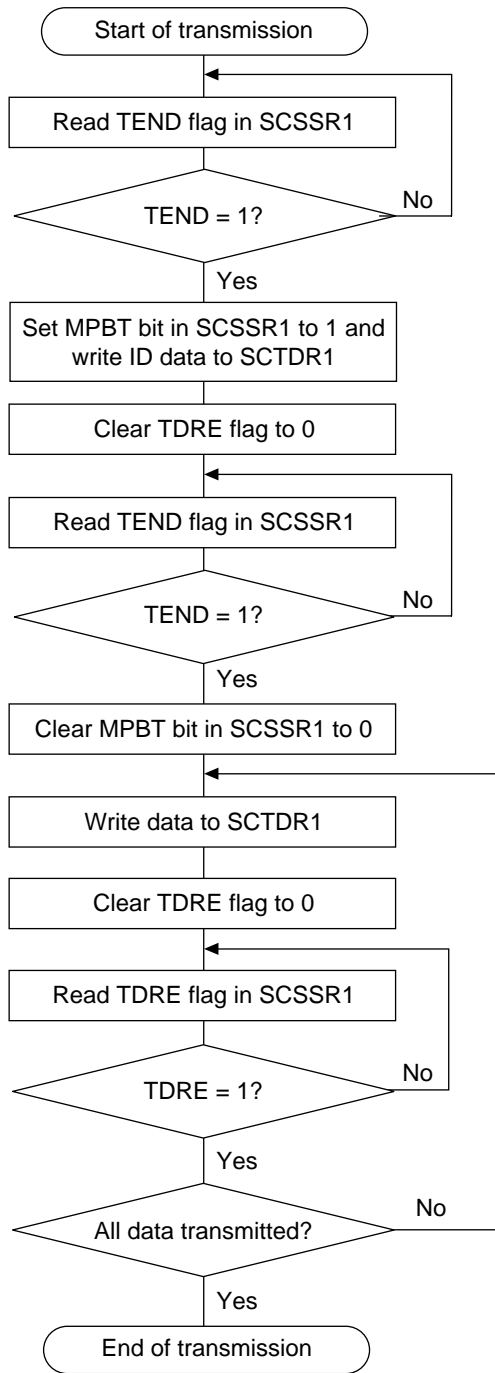 Start of transmission
Read TEND flag in SCSSR1
TEND = 1?
No
Yes
Set MPBT bit in SCSSR1 to 1 and
write ID data to SCTDR1
Clear TDRE flag to 0
Read TEND flag in SCSSR1
TEND = 1?
No
Yes
Clear MPBT bit in SCSSR1 to 0
Write data to SCTDR1
Clear TDRE flag to 0
Read TDRE flag in SCSSR1
TDRE = 1?
No
Yes
All data transmitted?
No
Yes
End of transmission